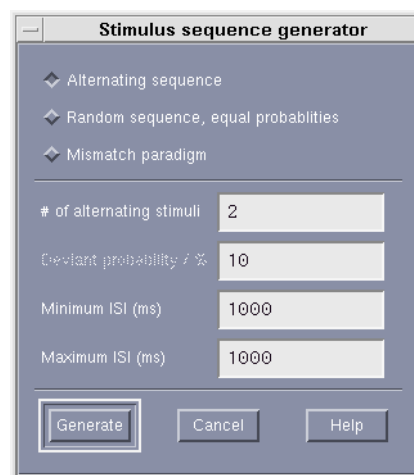 Stimulus sequence generator
Alternating sequence
Random sequence, equal probablities
Mismatch paradigm
# of alternating stimuli 2
Deviant probability / % 10
Minimum ISI (ms) 1000
Maximum ISI (ms) 1000
Generate Cancel Help